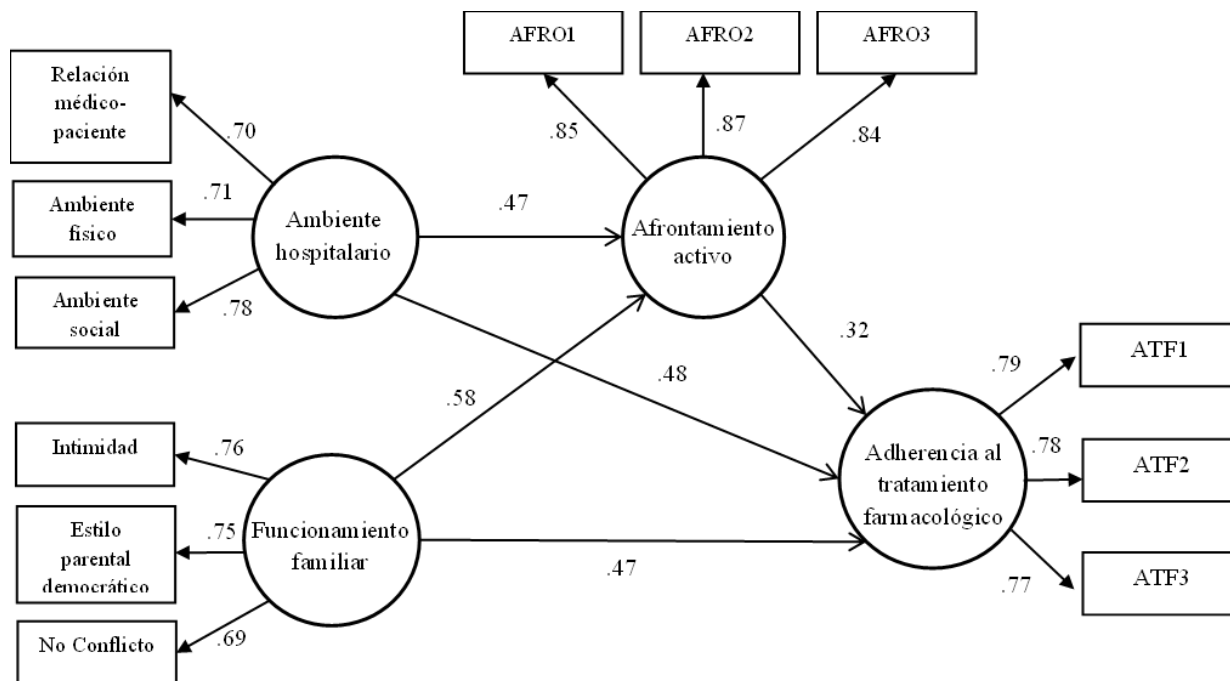 AFRO1
AFRO2
AFRO3
Relación
médico-
paciente
.70
.85
.87
.84
Ambiente
físico
.71
Ambiente
hospitalario
.47
Afrontamiento
activo
Ambiente
social
.78
.32
.48
.58
ATF1
.79
Intimidad
.76
Adherencia al
tratamiento
farmacológico
.78
ATF2
Estilo
parental
democrático
.75
Funcionamiento
familiar
.47
.77
ATF3
No Conflicto
.69